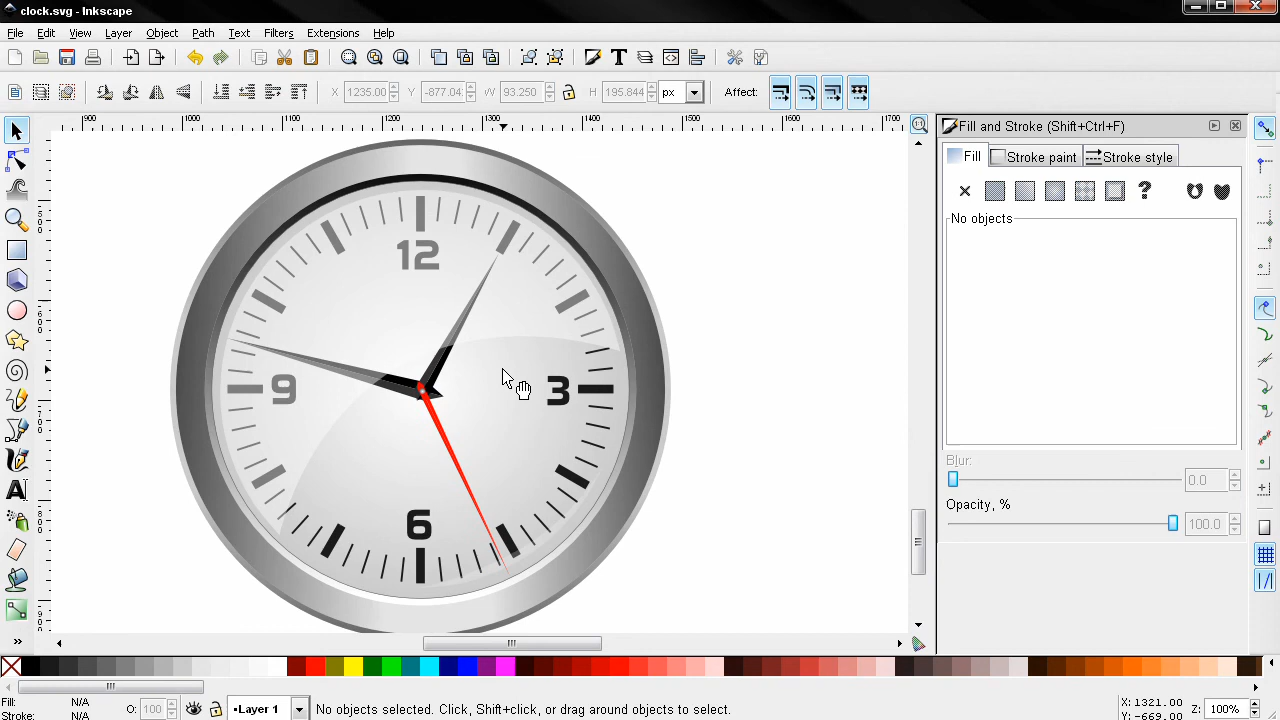 clock.svg - Inkscape
File Edit View Layer Object Path Text Filters Extensions Help
X 1235.00 Y -877.04 W 93.250 H 195.844 px Affect:
900 1000 1100 1200 1300 1400 1500 1600 1700
Fill and Stroke (Shift+Ctrl+F)
Fill Stroke paint Stroke style
?
No objects
12
9 3
6
Blur:
0.0
Opacity, %
100.0
Fill: N/A
Stroke: N/A
O: 100
Layer 1
No objects selected. Click, Shift+click, or drag around objects to select.
X: 1321.00
Z: 100%